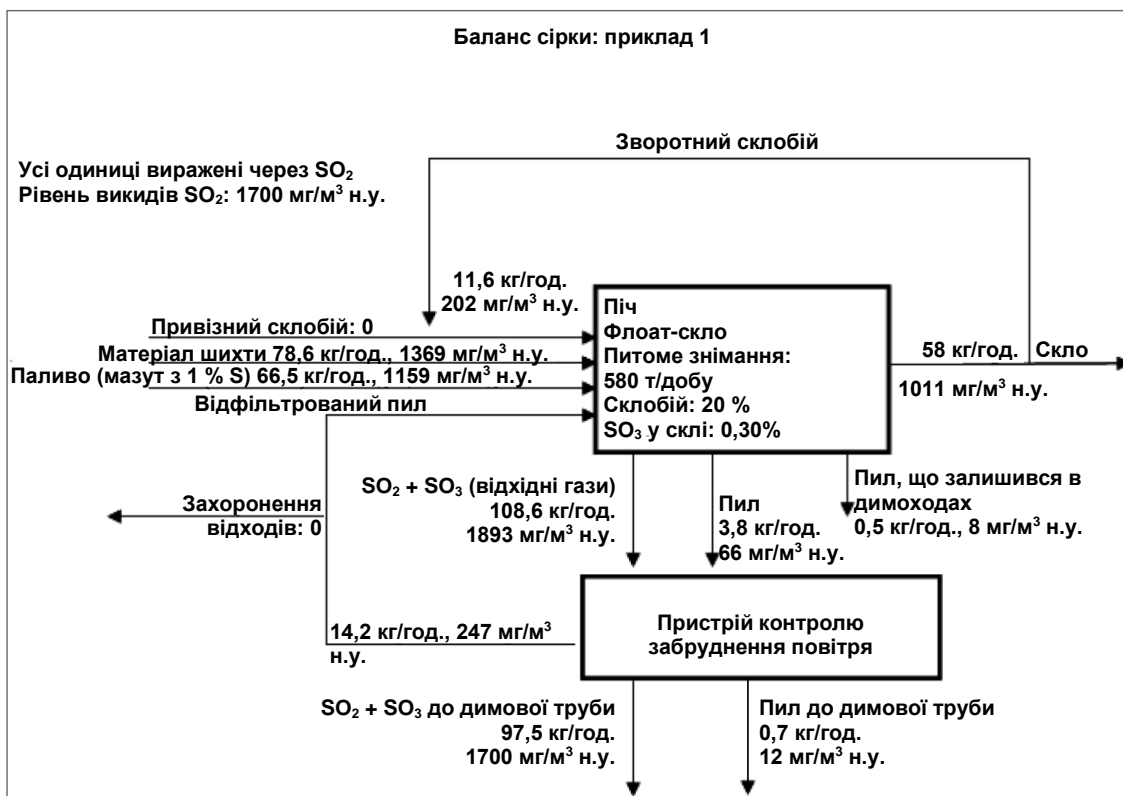 Баланс сірки: приклад 1
Зворотний склобій
Усі одиниці виражені через SO₂
Рівень викидів SO₂: 1700 мг/м³ н.у.
11,6 кг/год.
202 мг/м³ н.у.
Привізний склобій: 0
Матеріал шихти 78,6 кг/год., 1369 мг/м³ н.у.
Паливо (мазут з 1 % S) 66,5 кг/год., 1159 мг/м³ н.у.
Відфільтрований пил
Піч
Флоат-скло
Питоме знімання:
580 т/добу
Склобій: 20 %
SO₃ у склі: 0,30%
58 кг/год. Скло
1011 мг/м³ н.у.
Захоронення
відходів: 0
SO₂ + SO₃ (відхідні гази)
108,6 кг/год.
1893 мг/м³ н.у.
Пил
3,8 кг/год.
66 мг/м³ н.у.
Пил, що залишився в
димоходах
0,5 кг/год., 8 мг/м³ н.у.
14,2 кг/год., 247 мг/м³
н.у.
Пристрій контролю
забруднення повітря
SO₂ + SO₃ до димової труби
97,5 кг/год.
1700 мг/м³ н.у.
Пил до димової труби
0,7 кг/год.
12 мг/м³ н.у.